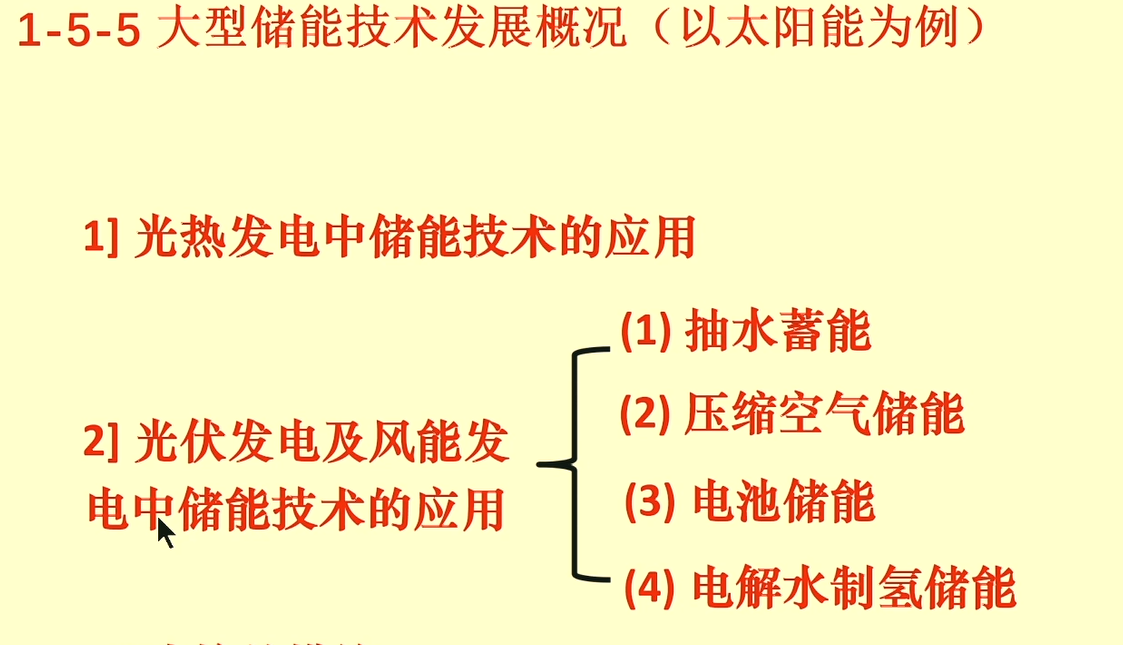 1-5-5 大型储能技术发展概况（以太阳能为例）
1] 光热发电中储能技术的应用
2] 光伏发电及风能发
电中储能技术的应用
(1) 抽水蓄能
(2) 压缩空气储能
(3) 电池储能
(4) 电解水制氢储能